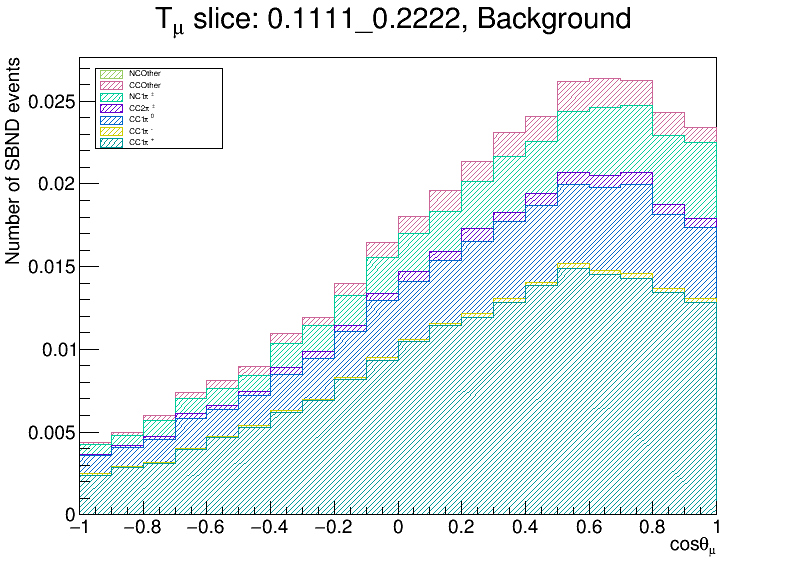 Tμ slice: 0.1111_0.2222, Background
Number of SBND events
NCOther
CCOther
NC1π ±
CC2π ±
CC1π 0
CC1π -
CC1π +
0.025
0.02
0.015
0.01
0.005
0
−1 −0.8 −0.6 −0.4 −0.2 0 0.2 0.4 0.6 0.8 1
cosθμ